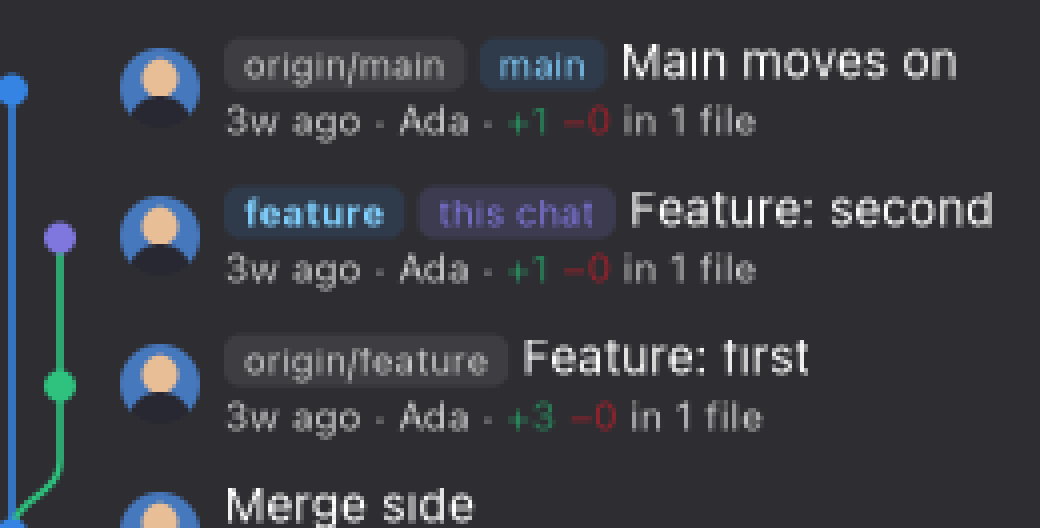 origin/main main Main moves on
3w ago · Ada · +1 −0 in 1 file
feature this chat Feature: second
3w ago · Ada · +1 −0 in 1 file
origin/feature Feature: first
3w ago · Ada · +3 −0 in 1 file
Merge side